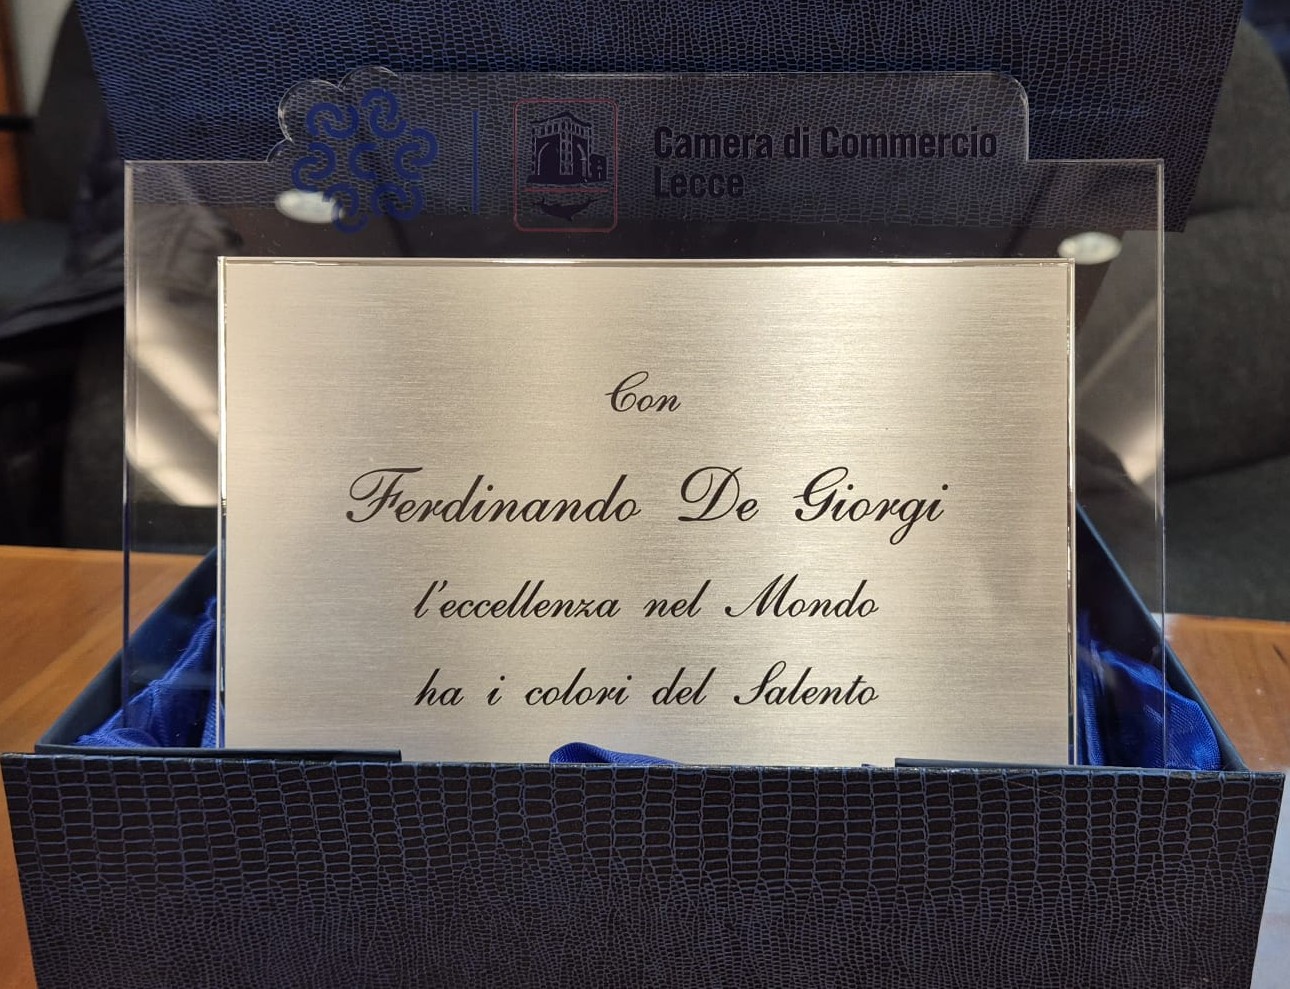 Camera di Commercio
Lecce
Con
Ferdinando De Giorgi
l'eccellenza nel Mondo
ha i colori del Salento